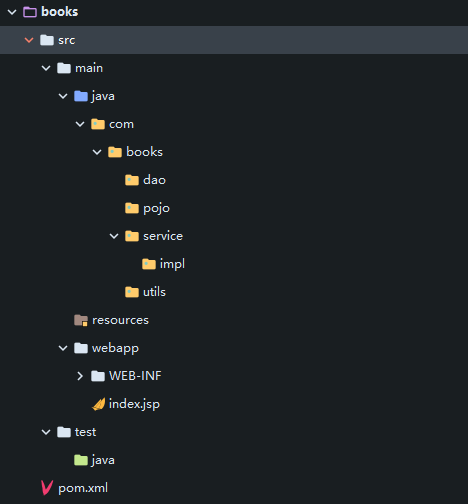 books
src
main
java
com
books
dao
pojo
service
impl
utils
resources
webapp
WEB-INF
index.jsp
test
java
pom.xml